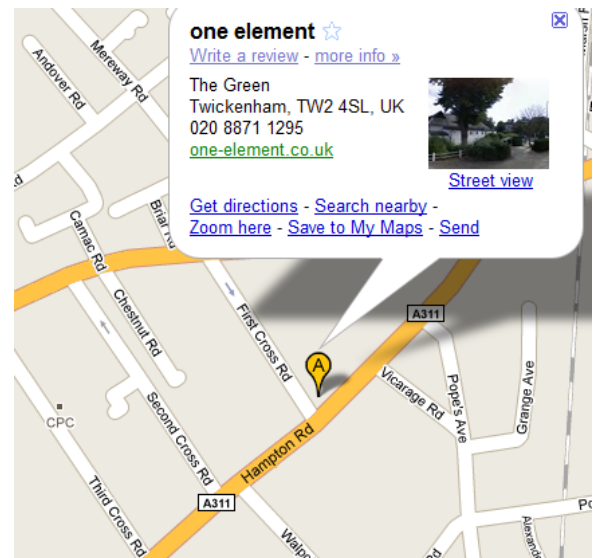 one element
Write a review - more info »
The Green
Twickenham, TW2 4SL, UK
020 8871 1295
one-element.co.uk
Street view
Get directions - Search nearby -
Zoom here - Save to My Maps - Send
Mereway Rd
Andover Rd
Briar Rd
Carnac Rd
Chestnut Rd
First Cross Rd
A311
A
Vicarage Rd
Pope's Ave
Grange Ave
CPC
Second Cross Rd
Hampton Rd
Third Cross Rd
A311